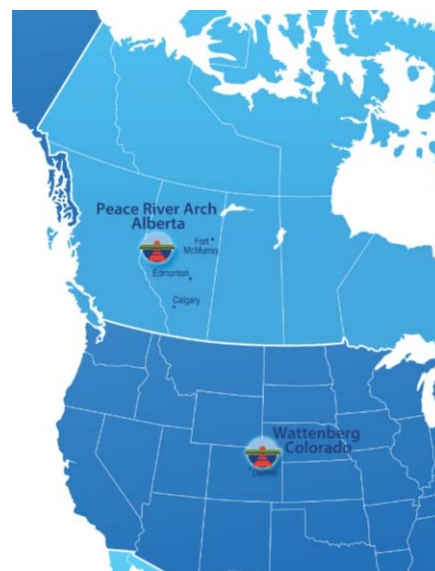 Peace River Arch
Alberta
Fort
McMurray
Edmonton
Calgary
Wattenberg
Colorado
Denver